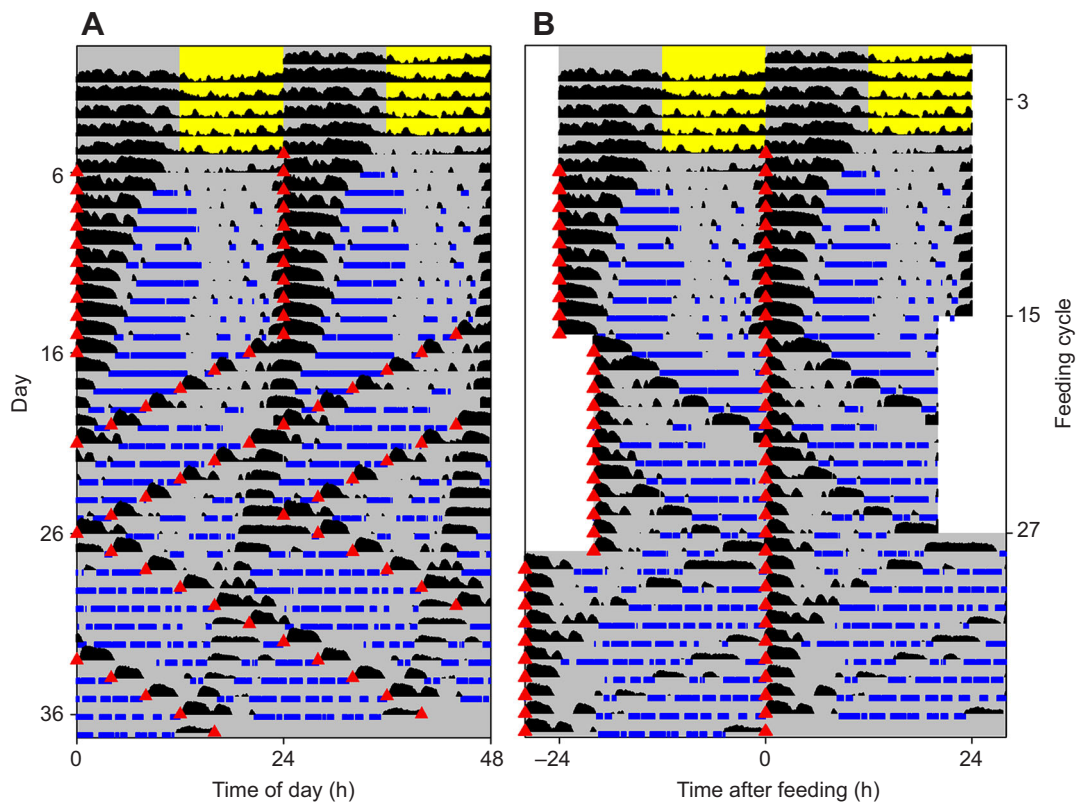 A
B
3
6
15
16
Day
Feeding cycle
26
27
36
0
24
48
–24
0
24
Time of day (h)
Time after feeding (h)